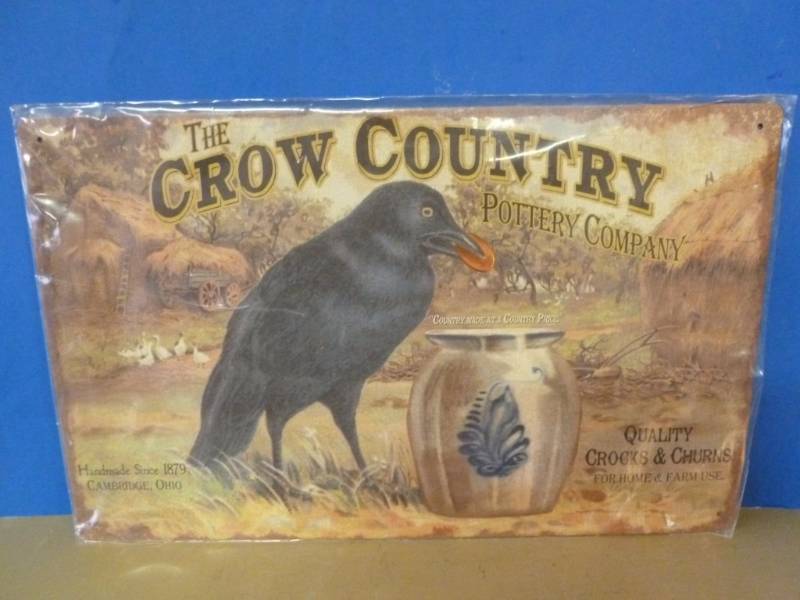 THE
CROW COUNTRY
POTTERY COMPANY
"COUNTRY MADE AT A COUNTRY PRICE"
QUALITY
CROCKS & CHURNS
FOR HOME & FARM USE.
Handmade Since 1879
CAMBRIDGE, OHIO